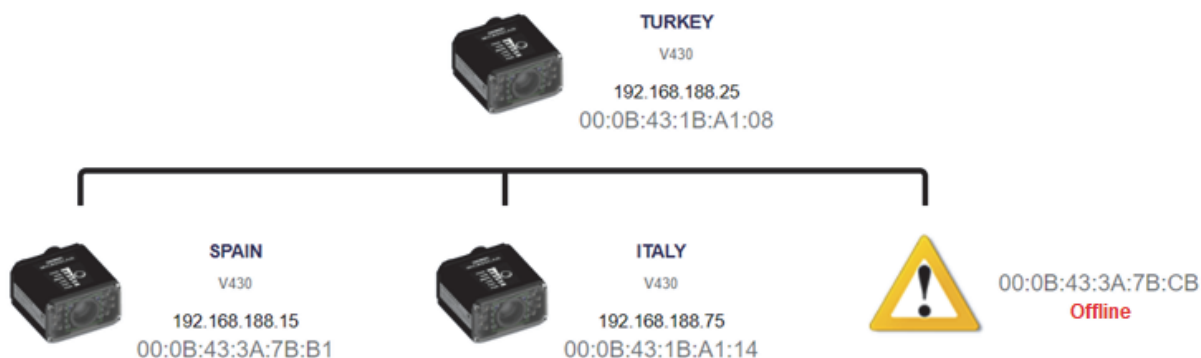 TURKEY
V430
192.168.188.25
00:0B:43:1B:A1:08
SPAIN
V430
192.168.188.15
00:0B:43:3A:7B:B1
ITALY
V430
192.168.188.75
00:0B:43:1B:A1:14
00:0B:43:3A:7B:CB
Offline